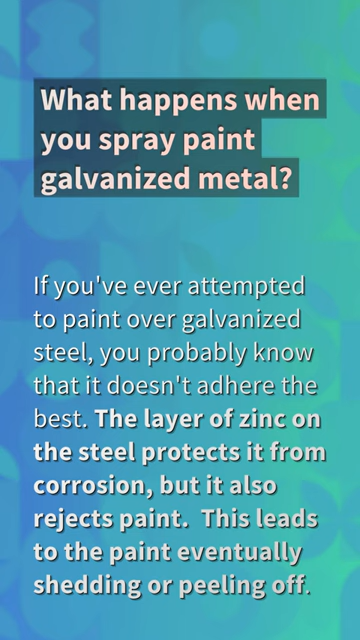 What happens when
you spray paint
galvanized metal?
If you've ever attempted
to paint over galvanized
steel, you probably know
that it doesn't adhere the
best. The layer of zinc on
the steel protects it from
corrosion, but it also
rejects paint.  This leads
to the paint eventually
shedding or peeling off.